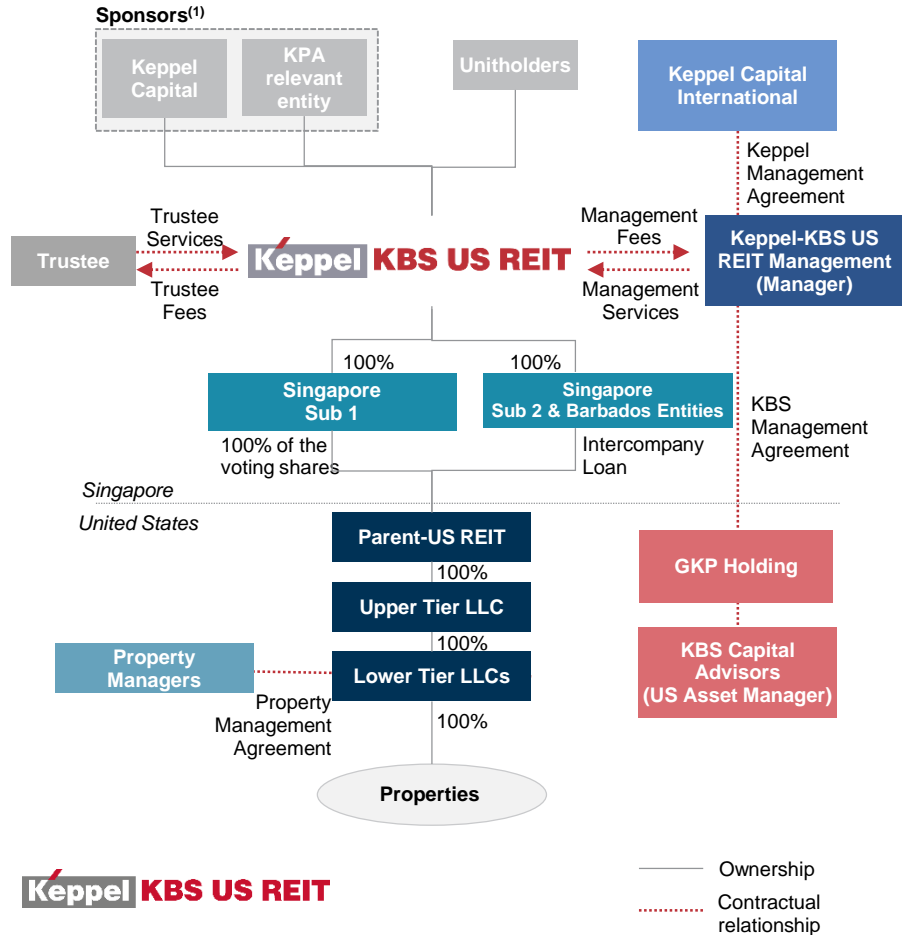 Sponsors(1)
Keppel
Capital
KPA
relevant
entity
Unitholders
Keppel Capital
International
Keppel
Management
Agreement
Trustee
Trustee
Services
Trustee
Fees
Keppel KBS US REIT
Management
Fees
Management
Services
Keppel-KBS US
REIT Management
(Manager)
100%
100%
Singapore
Sub 1
Singapore
Sub 2 & Barbados Entities
KBS
Management
Agreement
100% of the
voting shares
Intercompany
Loan
Singapore
United States
Parent-US REIT
100%
Upper Tier LLC
100%
Lower Tier LLCs
GKP Holding
KBS Capital
Advisors
(US Asset Manager)
Property
Managers
Property
Management
Agreement
100%
Properties
Keppel KBS US REIT
Ownership
Contractual
relationship